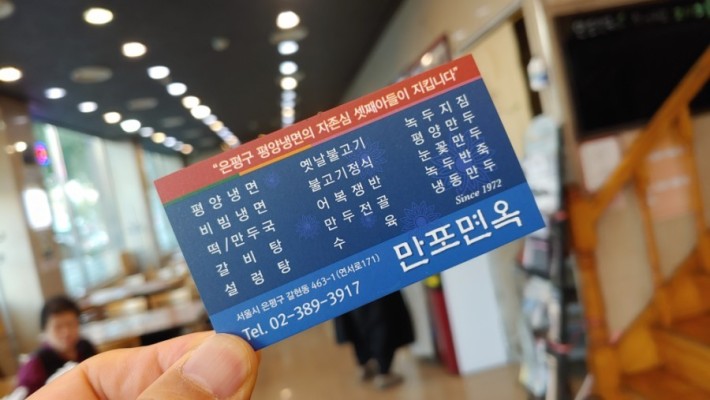 "은평구 평양냉면의 자존심 셋째아들이 지킵니다"
평양냉면
비빔냉면
떡/만두국
갈비탕
설렁탕
옛날불고기
불고기정식
어복쟁반
만두전골
수육
녹두지짐
평양만두
눈꽃만두
녹두반죽
냉동만두
Since 1972
서울시 은평구 갈현동 463-1(연서로171)
만포면옥
Tel. 02-389-3917